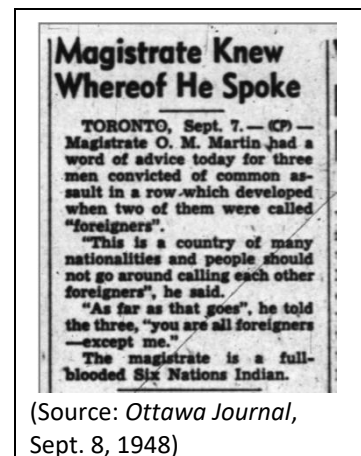 Magistrate Knew
Whereof He Spoke
TORONTO, Sept. 7. — (CP) —
Magistrate O. M. Martin had a
word of advice today for three
men convicted of common as-
sault in a row which developed
when two of them were called
"foreigners".
"This is a country of many
nationalities and people should
not go around calling each other
foreigners", he said.
"As far as that goes", he told
the three, "you are all foreigners
—except me."
The magistrate is a full-
blooded Six Nations Indian.
(Source: Ottawa Journal,
Sept. 8, 1948)